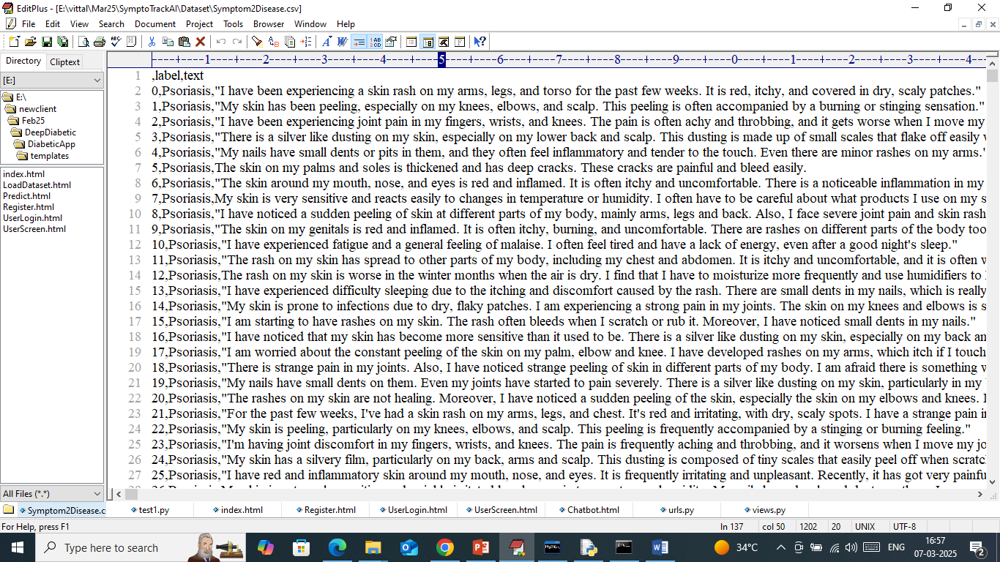 EditPlus - [E:\vittal\Mar25\SymptoTrackAI\Dataset\Symptom2Disease.csv]
File Edit View Search Document Project Tools Browser Window Help
Directory Cliptext
[E:]
E:\
newclient
Feb25
DeepDiabetic
DiabeticApp
templates
index.html
LoadDataset.html
Predict.html
Register.html
UserLogin.html
UserScreen.html
All Files (*.*)
----+----1----+----2----+----3----+----4----+----5----+----6----+----7----+----8----+----9----+----0----+----1----+----2----+----3----+----4--
1 ,label,text
2 0,Psoriasis,"I have been experiencing a skin rash on my arms, legs, and torso for the past few weeks. It is red, itchy, and covered in dry, scaly patches."
3 1,Psoriasis,"My skin has been peeling, especially on my knees, elbows, and scalp. This peeling is often accompanied by a burning or stinging sensation."
4 2,Psoriasis,"I have been experiencing joint pain in my fingers, wrists, and knees. The pain is often achy and throbbing, and it gets worse when I move my
5 3,Psoriasis,"There is a silver like dusting on my skin, especially on my lower back and scalp. This dusting is made up of small scales that flake off easily
6 4,Psoriasis,"My nails have small dents or pits in them, and they often feel inflammatory and tender to the touch. Even there are minor rashes on my arms."
7 5,Psoriasis,The skin on my palms and soles is thickened and has deep cracks. These cracks are painful and bleed easily.
8 6,Psoriasis,"The skin around my mouth, nose, and eyes is red and inflamed. It is often itchy and uncomfortable. There is a noticeable inflammation in my
9 7,Psoriasis,My skin is very sensitive and reacts easily to changes in temperature or humidity. I often have to be careful about what products I use on my s
10 8,Psoriasis,"I have noticed a sudden peeling of skin at different parts of my body, mainly arms, legs and back. Also, I face severe joint pain and skin rash
11 9,Psoriasis,"The skin on my genitals is red and inflamed. It is often itchy, burning, and uncomfortable. There are rashes on different parts of the body too
12 10,Psoriasis,"I have experienced fatigue and a general feeling of malaise. I often feel tired and have a lack of energy, even after a good night's sleep."
13 11,Psoriasis,"The rash on my skin has spread to other parts of my body, including my chest and abdomen. It is itchy and uncomfortable, and it is often
14 12,Psoriasis,The rash on my skin is worse in the winter months when the air is dry. I find that I have to moisturize more frequently and use humidifiers to
15 13,Psoriasis,"I have experienced difficulty sleeping due to the itching and discomfort caused by the rash. There are small dents in my nails, which is really
16 14,Psoriasis,"My skin is prone to infections due to dry, flaky patches. I am experiencing a strong pain in my joints. The skin on my knees and elbows is s
17 15,Psoriasis,"I am starting to have rashes on my skin. The rash often bleeds when I scratch or rub it. Moreover, I have noticed small dents in my nails."
18 16,Psoriasis,"I have noticed that my skin has become more sensitive than it used to be. There is a silver like dusting on my skin, especially on my back an
19 17,Psoriasis,"I am worried about the constant peeling of the skin on my palm, elbow and knee. I have developed rashes on my arms, which itch if I touch
20 18,Psoriasis,"There is strange pain in my joints. Also, I have noticed strange peeling of skin in different parts of my body. I am afraid there is something
21 19,Psoriasis,"My nails have small dents on them. Even my joints have started to pain severely. There is a silver like dusting on my skin, particularly in my
22 20,Psoriasis,"The rashes on my skin are not healing. Moreover, I have noticed a sudden peeling of the skin, especially the skin on my elbows and knees.
23 21,Psoriasis,"For the past few weeks, I've had a skin rash on my arms, legs, and chest. It's red and irritating, with dry, scaly spots. I have a strange pain
24 22,Psoriasis,"My skin is peeling, particularly on my knees, elbows, and scalp. This peeling is frequently accompanied by a stinging or burning feeling."
25 23,Psoriasis,"I'm having joint discomfort in my fingers, wrists, and knees. The pain is frequently aching and throbbing, and it worsens when I move my jo
26 24,Psoriasis,"My skin has a silvery film, particularly on my back, arms and scalp. This dusting is composed of tiny scales that easily peel off when scratc
27 25,Psoriasis,"I have red and inflammatory skin around my mouth, nose, and eyes. It is frequently irritating and unpleasant. Recently, it has got very painfu
Symptom2Disease.c test1.py index.html Register.html UserLogin.html UserScreen.html Chatbot.html urls.py views.py
For Help, press F1 ln 137 col 50 1202 20 UNIX UTF-8
Type here to search 34°C ENG 16:57
07-03-2025 2